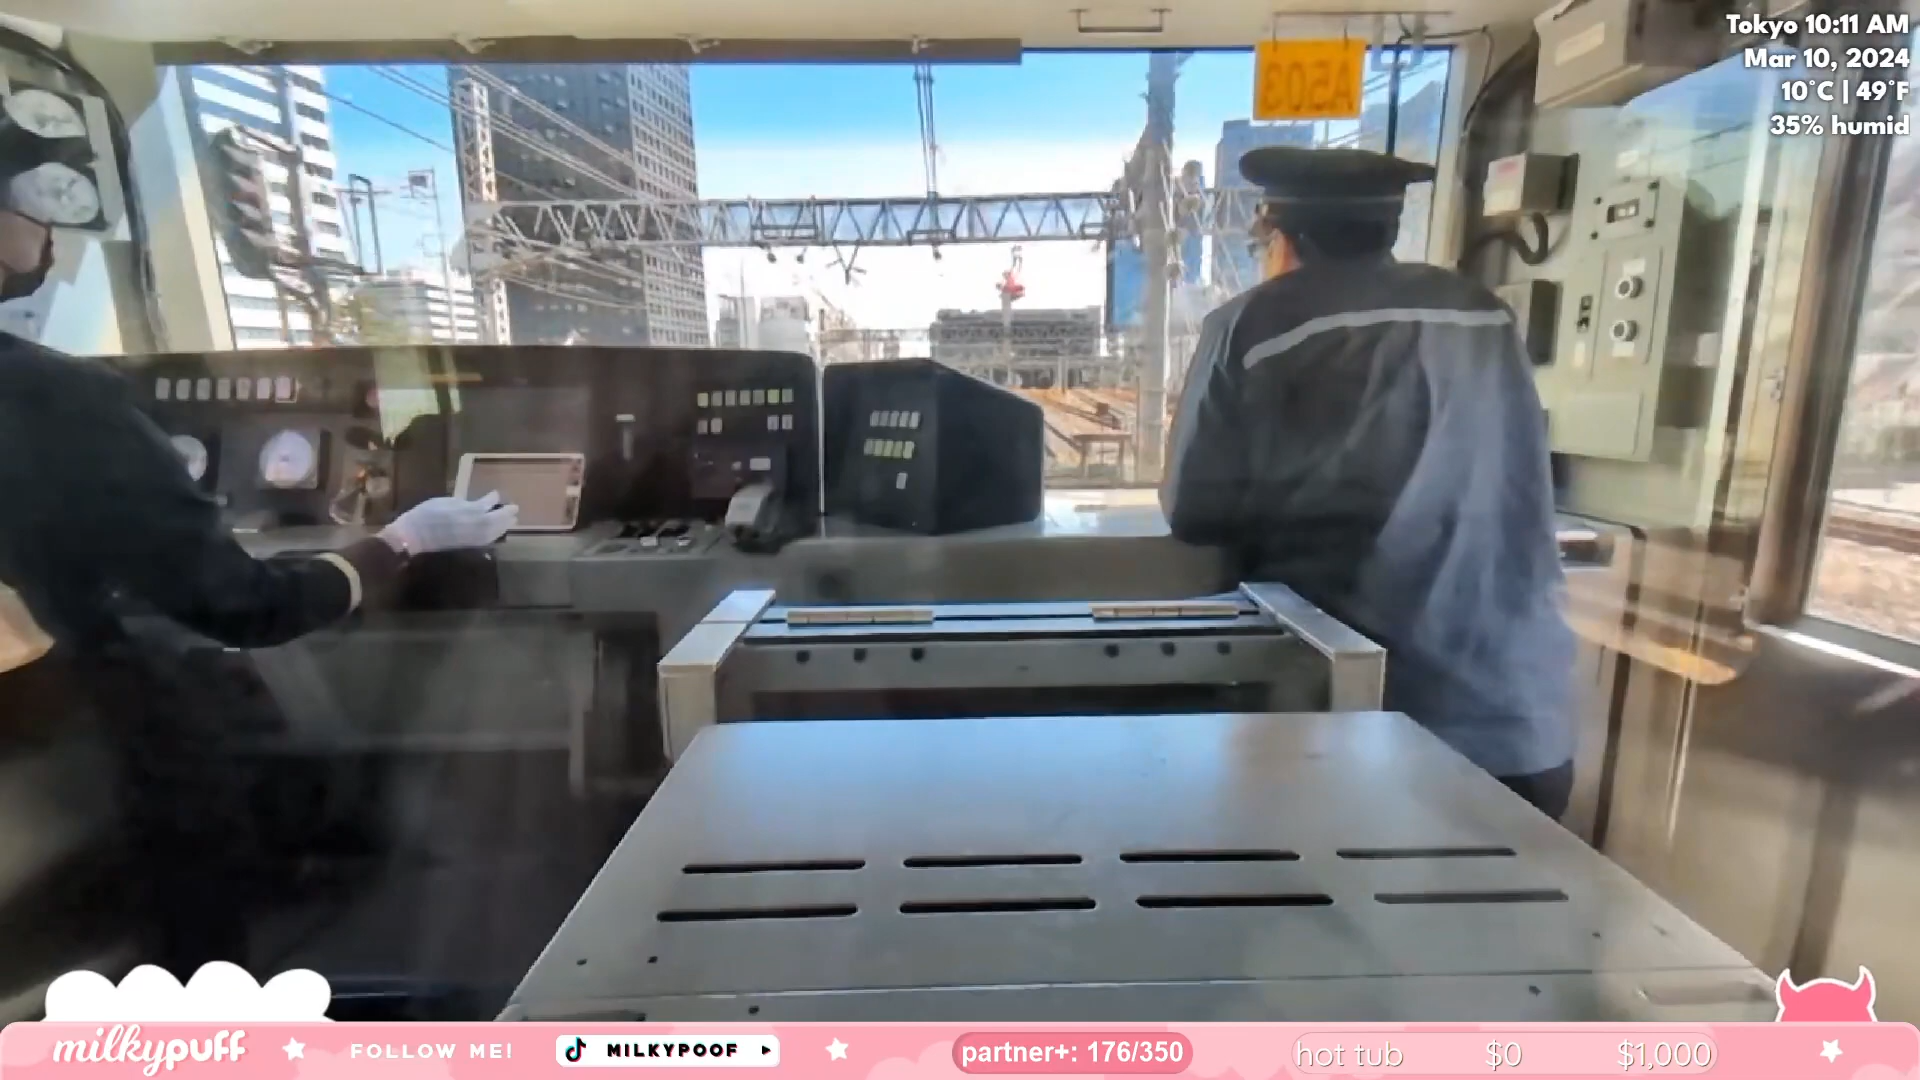 Tokyo 10:11 AM
Mar 10, 2024
10°C | 49°F
35% humid
A503
milkypuff
FOLLOW ME!
MILKYPOOF
partner+: 176/350
hot tub $0 $1,000